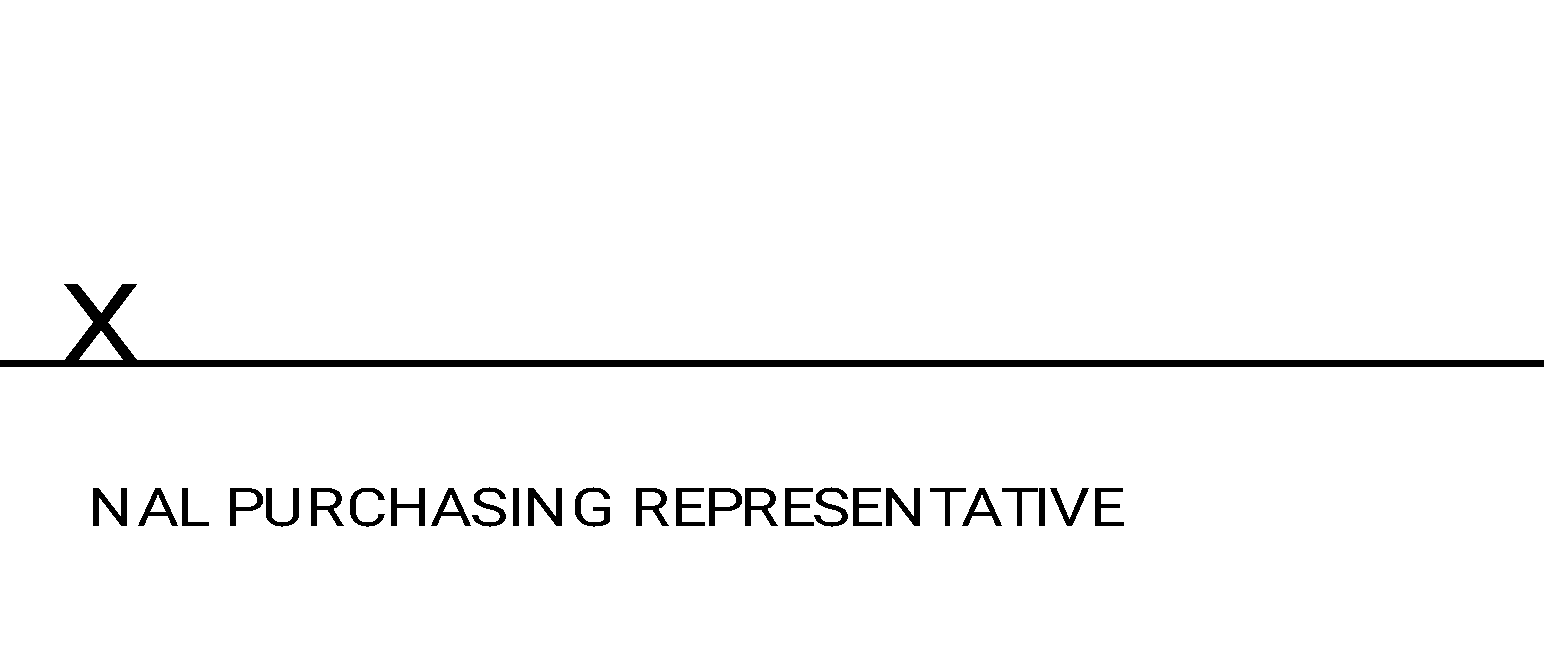 X
NAL PURCHASING REPRESENTATIVE